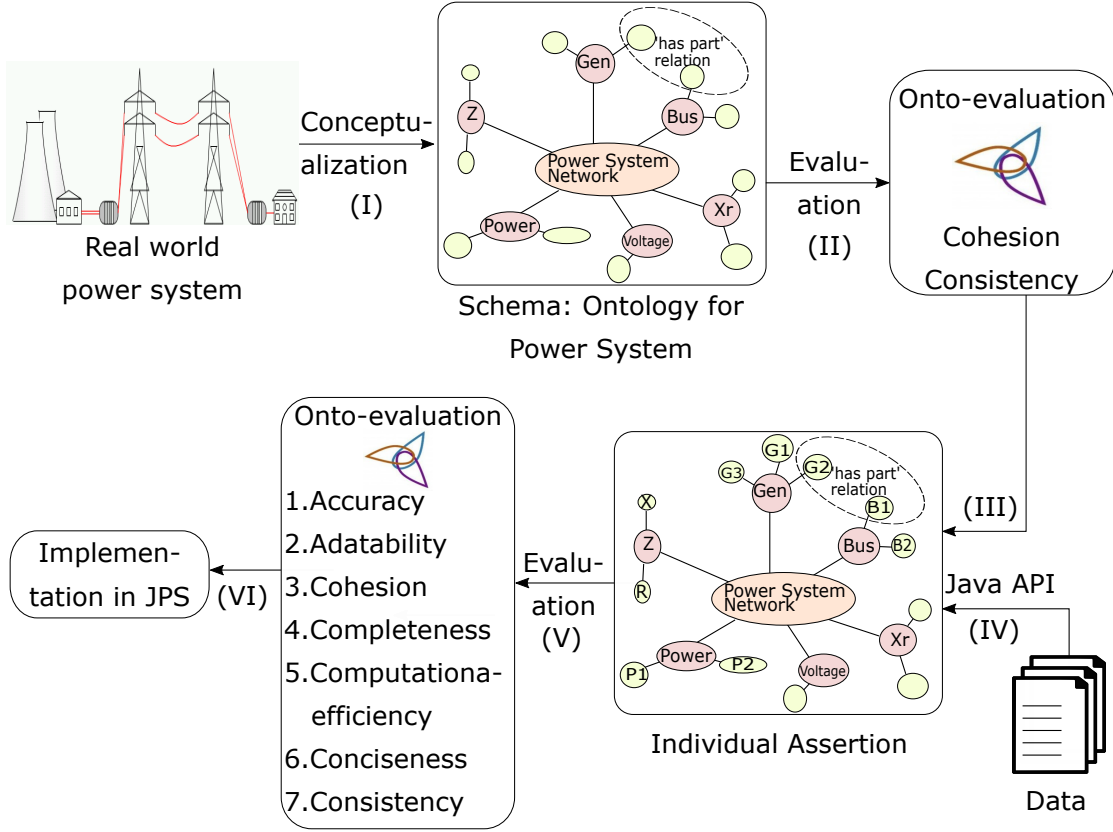 Real world
power system
Conceptu-
alization
(I)
Gen
'has part'
relation
Z
Bus
Power System
Network
Power
Voltage
Xr
Schema: Ontology for
Power System
Evalu-
ation
(II)
Onto-evaluation
Cohesion
Consistency
(III)
Java API
(IV)
Data
G1
G2
G3
Gen
'has part'
relation
X
Z
R
B1
Bus
B2
Power System
Network
Power
P1
P2
Voltage
Xr
Individual Assertion
Evalu-
ation
(V)
Onto-evaluation
1.Accuracy
2.Adatability
3.Cohesion
4.Completeness
5.Computationa-
efficiency
6.Conciseness
7.Consistency
(VI)
Implemen-
tation in JPS